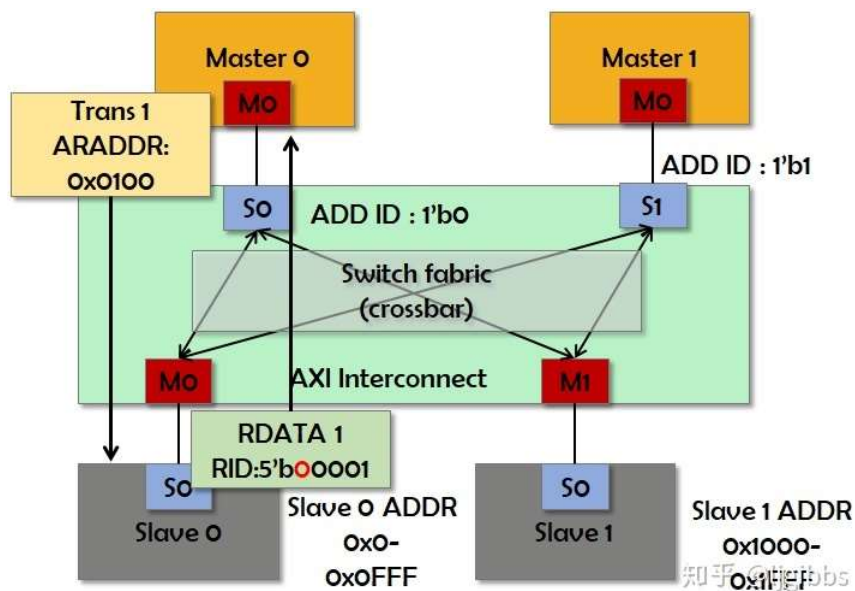 Master 0
Master 1
M0
M0
Trans 1
ARADDR:
0x0100
ADD ID : 1'b1
S0
ADD ID : 1'b0
S1
Switch fabric
(crossbar)
M0
AXI Interconnect
M1
RDATA 1
RID:5'b00001
S0
Slave 0
Slave 0 ADDR
0x0-
0x0FFF
S0
Slave 1
Slave 1 ADDR
0x1000-
0x1FFF
知乎